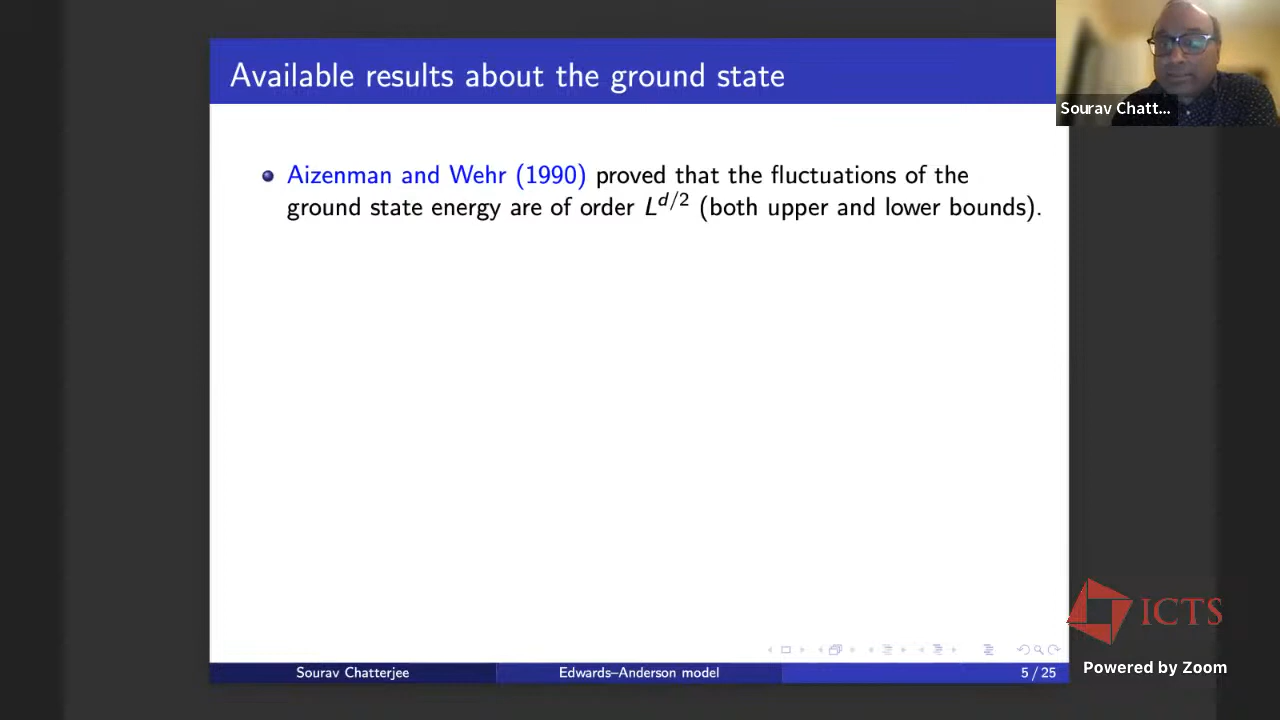 Available results about the ground state
Sourav Chatt...
Aizenman and Wehr (1990) proved that the fluctuations of the
ground state energy are of order L^{d/2} (both upper and lower bounds).
ICTS
Powered by Zoom
Sourav Chatterjee
Edwards–Anderson model
5 / 25